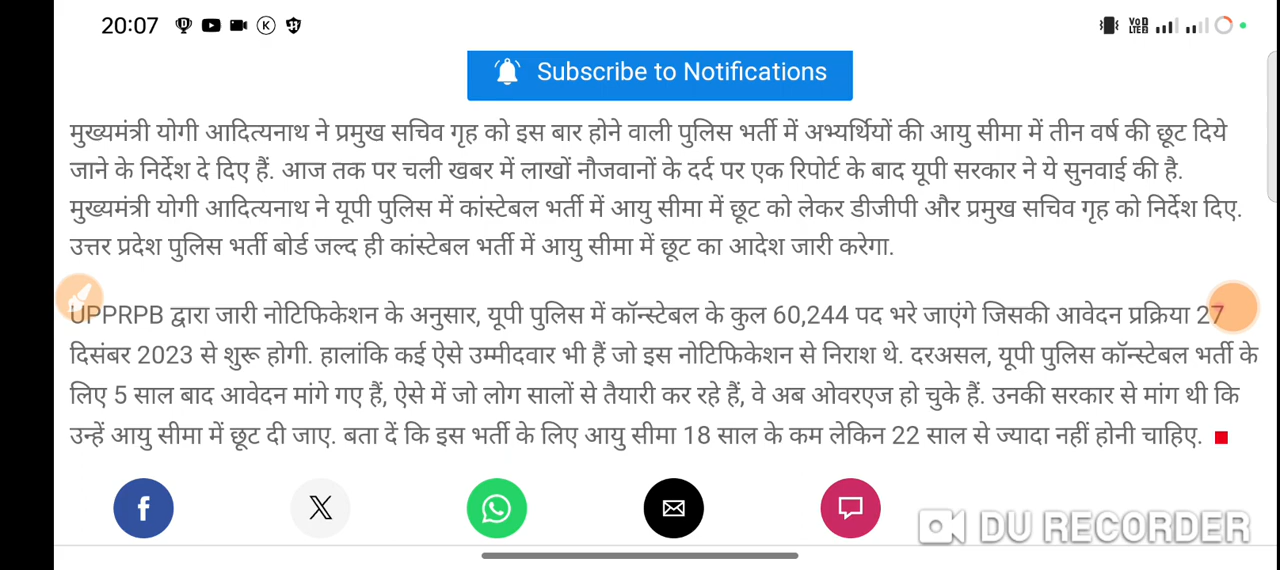 20:07
VoD LTE2
Subscribe to Notifications
मुख्यमंत्री योगी आदित्यनाथ ने प्रमुख सचिव गृह को इस बार होने वाली पुलिस भर्ती में अभ्यर्थियों की आयु सीमा में तीन वर्ष की छूट दिये
जाने के निर्देश दे दिए हैं. आज तक पर चली खबर में लाखों नौजवानों के दर्द पर एक रिपोर्ट के बाद यूपी सरकार ने ये सुनवाई की है.
मुख्यमंत्री योगी आदित्यनाथ ने यूपी पुलिस में कांस्टेबल भर्ती में आयु सीमा में छूट को लेकर डीजीपी और प्रमुख सचिव गृह को निर्देश दिए.
उत्तर प्रदेश पुलिस भर्ती बोर्ड जल्द ही कांस्टेबल भर्ती में आयु सीमा में छूट का आदेश जारी करेगा.
UPPRPB द्वारा जारी नोटिफिकेशन के अनुसार, यूपी पुलिस में कॉन्स्टेबल के कुल 60,244 पद भरे जाएंगे जिसकी आवेदन प्रक्रिया 27
दिसंबर 2023 से शुरू होगी. हालांकि कई ऐसे उम्मीदवार भी हैं जो इस नोटिफिकेशन से निराश थे. दरअसल, यूपी पुलिस कॉन्स्टेबल भर्ती के
लिए 5 साल बाद आवेदन मांगे गए हैं, ऐसे में जो लोग सालों से तैयारी कर रहे हैं, वे अब ओवरएज हो चुके हैं. उनकी सरकार से मांग थी कि
उन्हें आयु सीमा में छूट दी जाए. बता दें कि इस भर्ती के लिए आयु सीमा 18 साल के कम लेकिन 22 साल से ज्यादा नहीं होनी चाहिए.
DU RECORDER